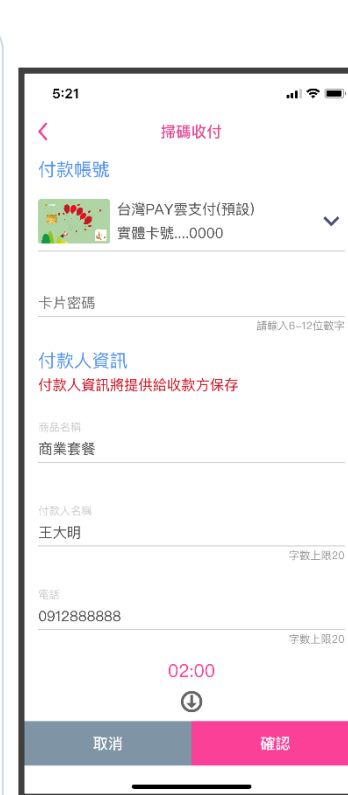 5:21
掃碼收付
付款帳號
台灣PAY雲支付(預設)
實體卡號....0000
卡片密碼
請輸入6-12位數字
付款人資訊
付款人資訊將提供給收款方保存
商品名稱
商業套餐
付款人名稱
王大明
字數上限20
電話
0912888888
字數上限20
02:00
取消
確認